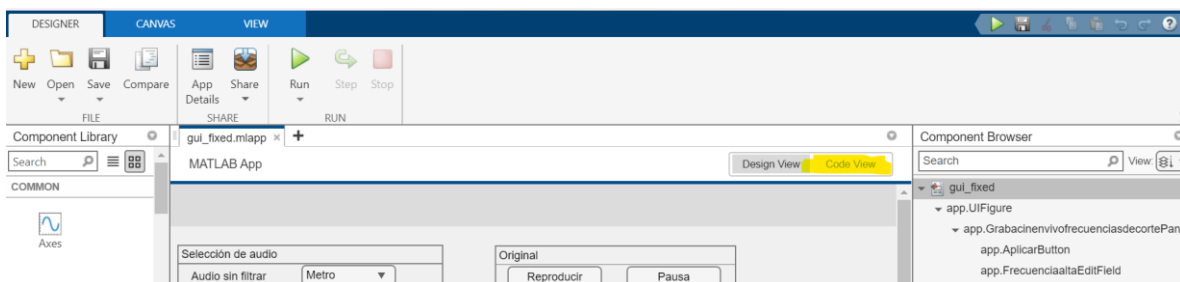 DESIGNER CANVAS VIEW
New Open Save Compare App Details Share Run Step Stop
FILE SHARE RUN
Component Library
gui_fixed.mlapp
Component Browser
Search
MATLAB App
Design View
Code View
Search
View:
COMMON
gui_fixed
app.UIFigure
app.GrabacinenvivofrecuenciasdecortePan
Axes
Selección de audio
Original
app.AplicarButton
Audio sin filtrar
Metro
Reproducir
Pausa
app.FrecuenciaaltaEditField